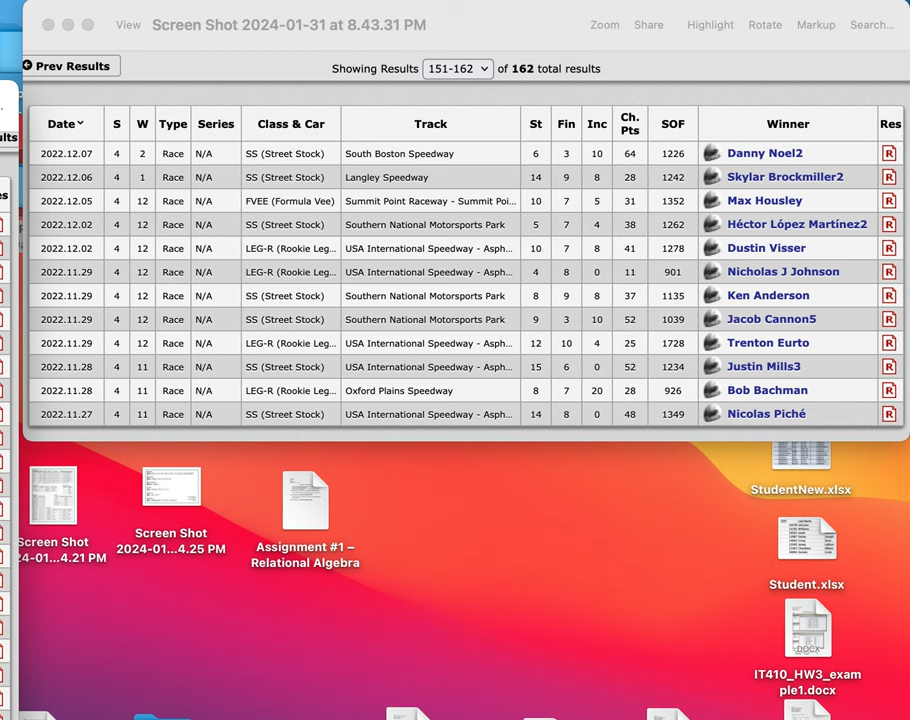 View Screen Shot 2024-01-31 at 8.43.31 PM Zoom Share Highlight Rotate Markup Search...
Prev Results
Showing Results 151-162 of 162 total results
Date S W Type Series Class & Car Track St Fin Inc Ch. Pts SOF Winner Res
2022.12.07 4 2 Race N/A SS (Street Stock) South Boston Speedway 6 3 10 64 1226 Danny Noel2 R
2022.12.06 4 1 Race N/A SS (Street Stock) Langley Speedway 14 9 8 28 1242 Skylar Brockmiller2 R
2022.12.05 4 12 Race N/A FVEE (Formula Vee) Summit Point Raceway - Summit Poi... 10 7 5 31 1352 Max Housley R
2022.12.02 4 12 Race N/A SS (Street Stock) Southern National Motorsports Park 5 7 4 38 1262 Héctor López Martínez2 R
2022.12.02 4 12 Race N/A LEG-R (Rookie Leg... USA International Speedway - Asph... 10 7 8 41 1278 Dustin Visser R
2022.11.29 4 12 Race N/A LEG-R (Rookie Leg... USA International Speedway - Asph... 4 8 0 11 901 Nicholas J Johnson R
2022.11.29 4 12 Race N/A SS (Street Stock) Southern National Motorsports Park 8 9 8 37 1135 Ken Anderson R
2022.11.29 4 12 Race N/A SS (Street Stock) Southern National Motorsports Park 9 3 10 52 1039 Jacob Cannon5 R
2022.11.29 4 12 Race N/A LEG-R (Rookie Leg... USA International Speedway - Asph... 12 10 4 25 1728 Trenton Eurto R
2022.11.28 4 11 Race N/A SS (Street Stock) USA International Speedway - Asph... 15 6 0 52 1234 Justin Mills3 R
2022.11.28 4 11 Race N/A LEG-R (Rookie Leg... Oxford Plains Speedway 8 7 20 28 926 Bob Bachman R
2022.11.27 4 11 Race N/A SS (Street Stock) USA International Speedway - Asph... 14 8 0 48 1349 Nicolas Piché R
StudentNew.xlsx
Screen Shot
24-01...4.21 PM
Screen Shot
2024-01...4.25 PM
Assignment #1 –
Relational Algebra
Student.xlsx
DOCX
IT410_HW3_exam
ple1.docx